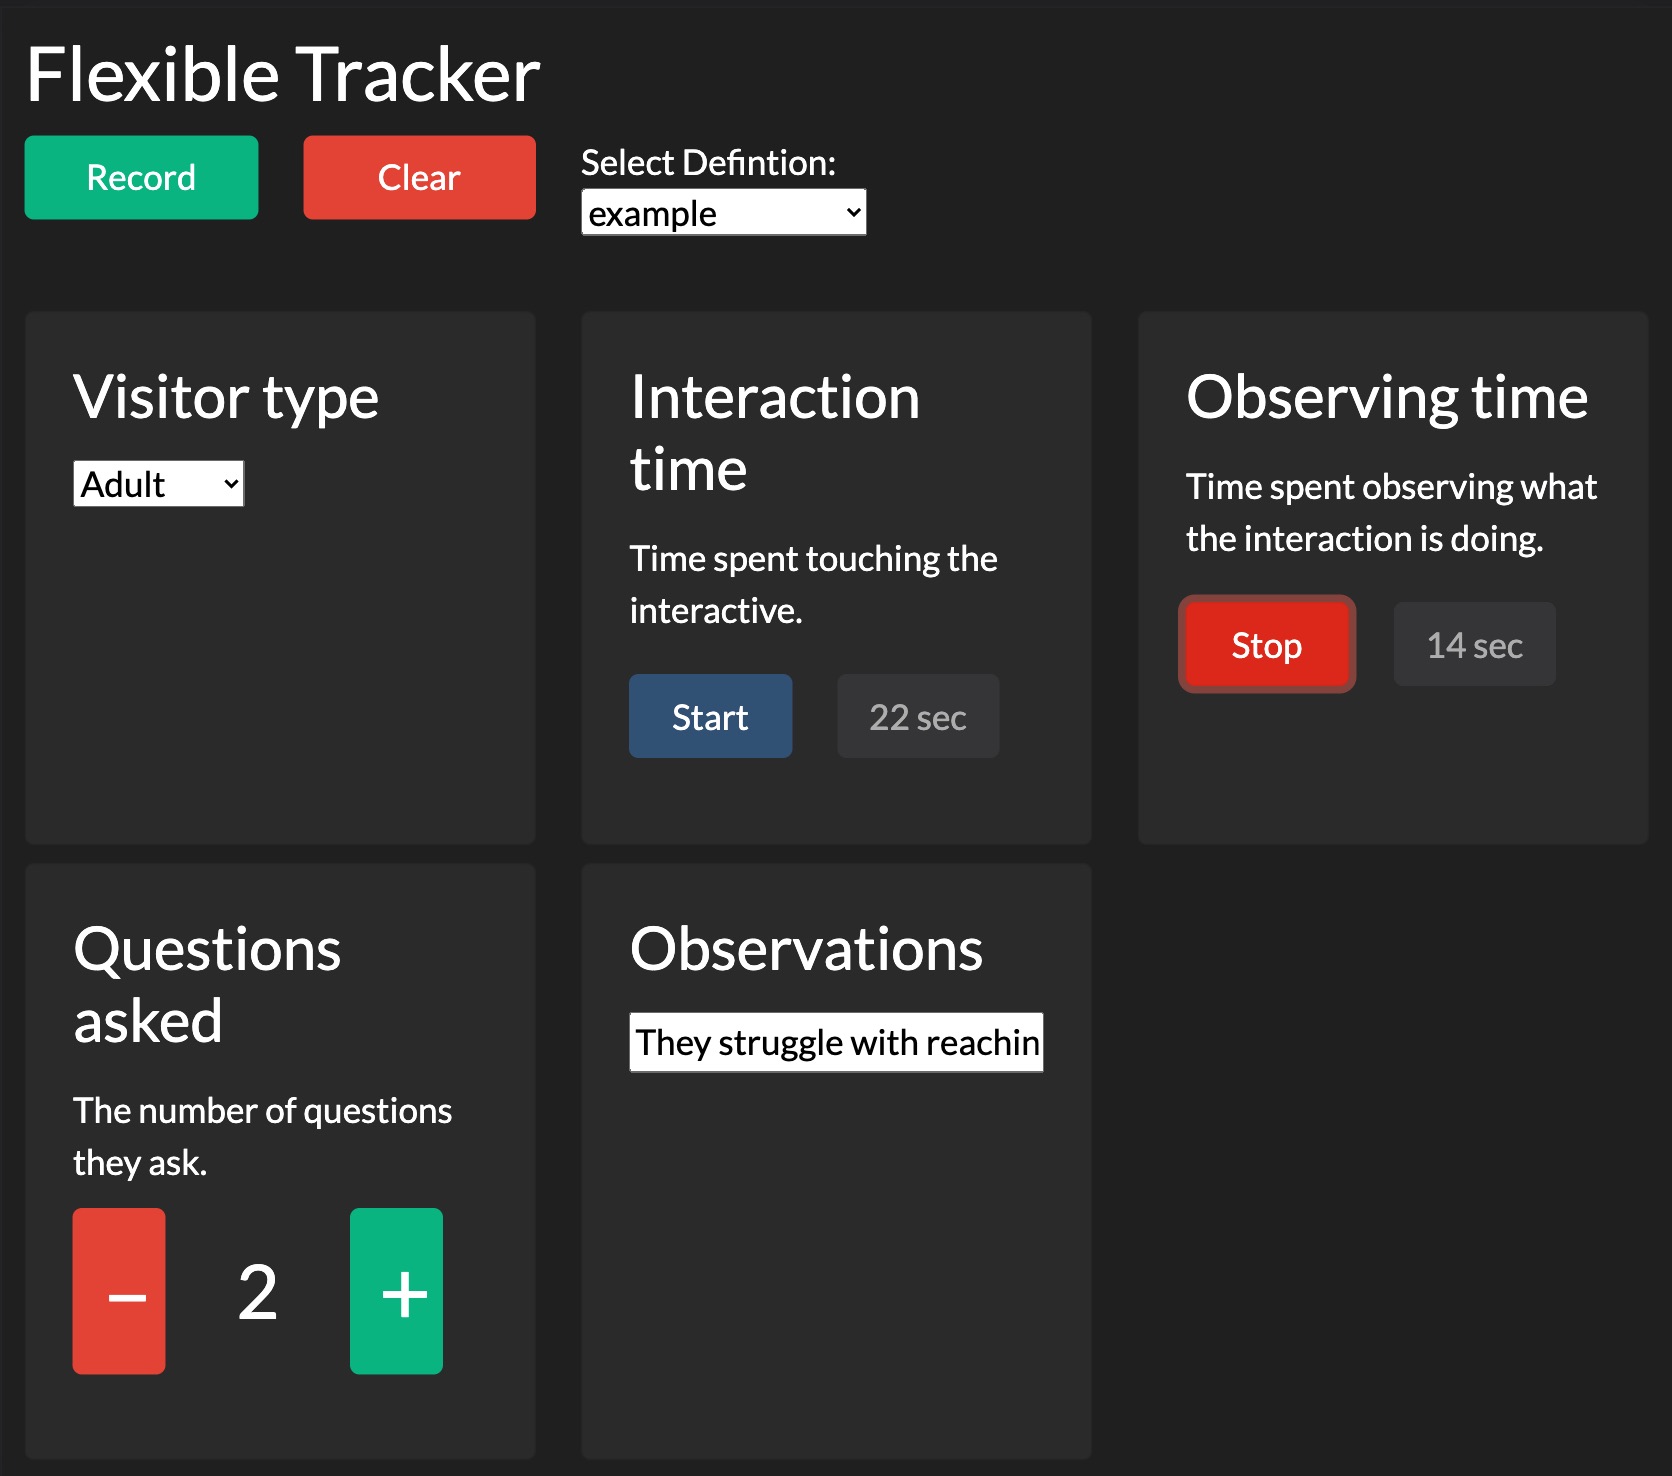 Flexible Tracker
Record
Clear
Select Defintion:
example
Visitor type
Adult
Interaction
time
Time spent touching the
interactive.
Start
22 sec
Observing time
Time spent observing what
the interaction is doing.
Stop
14 sec
Questions
asked
The number of questions
they ask.
– 2 +
Observations
They struggle with reachin